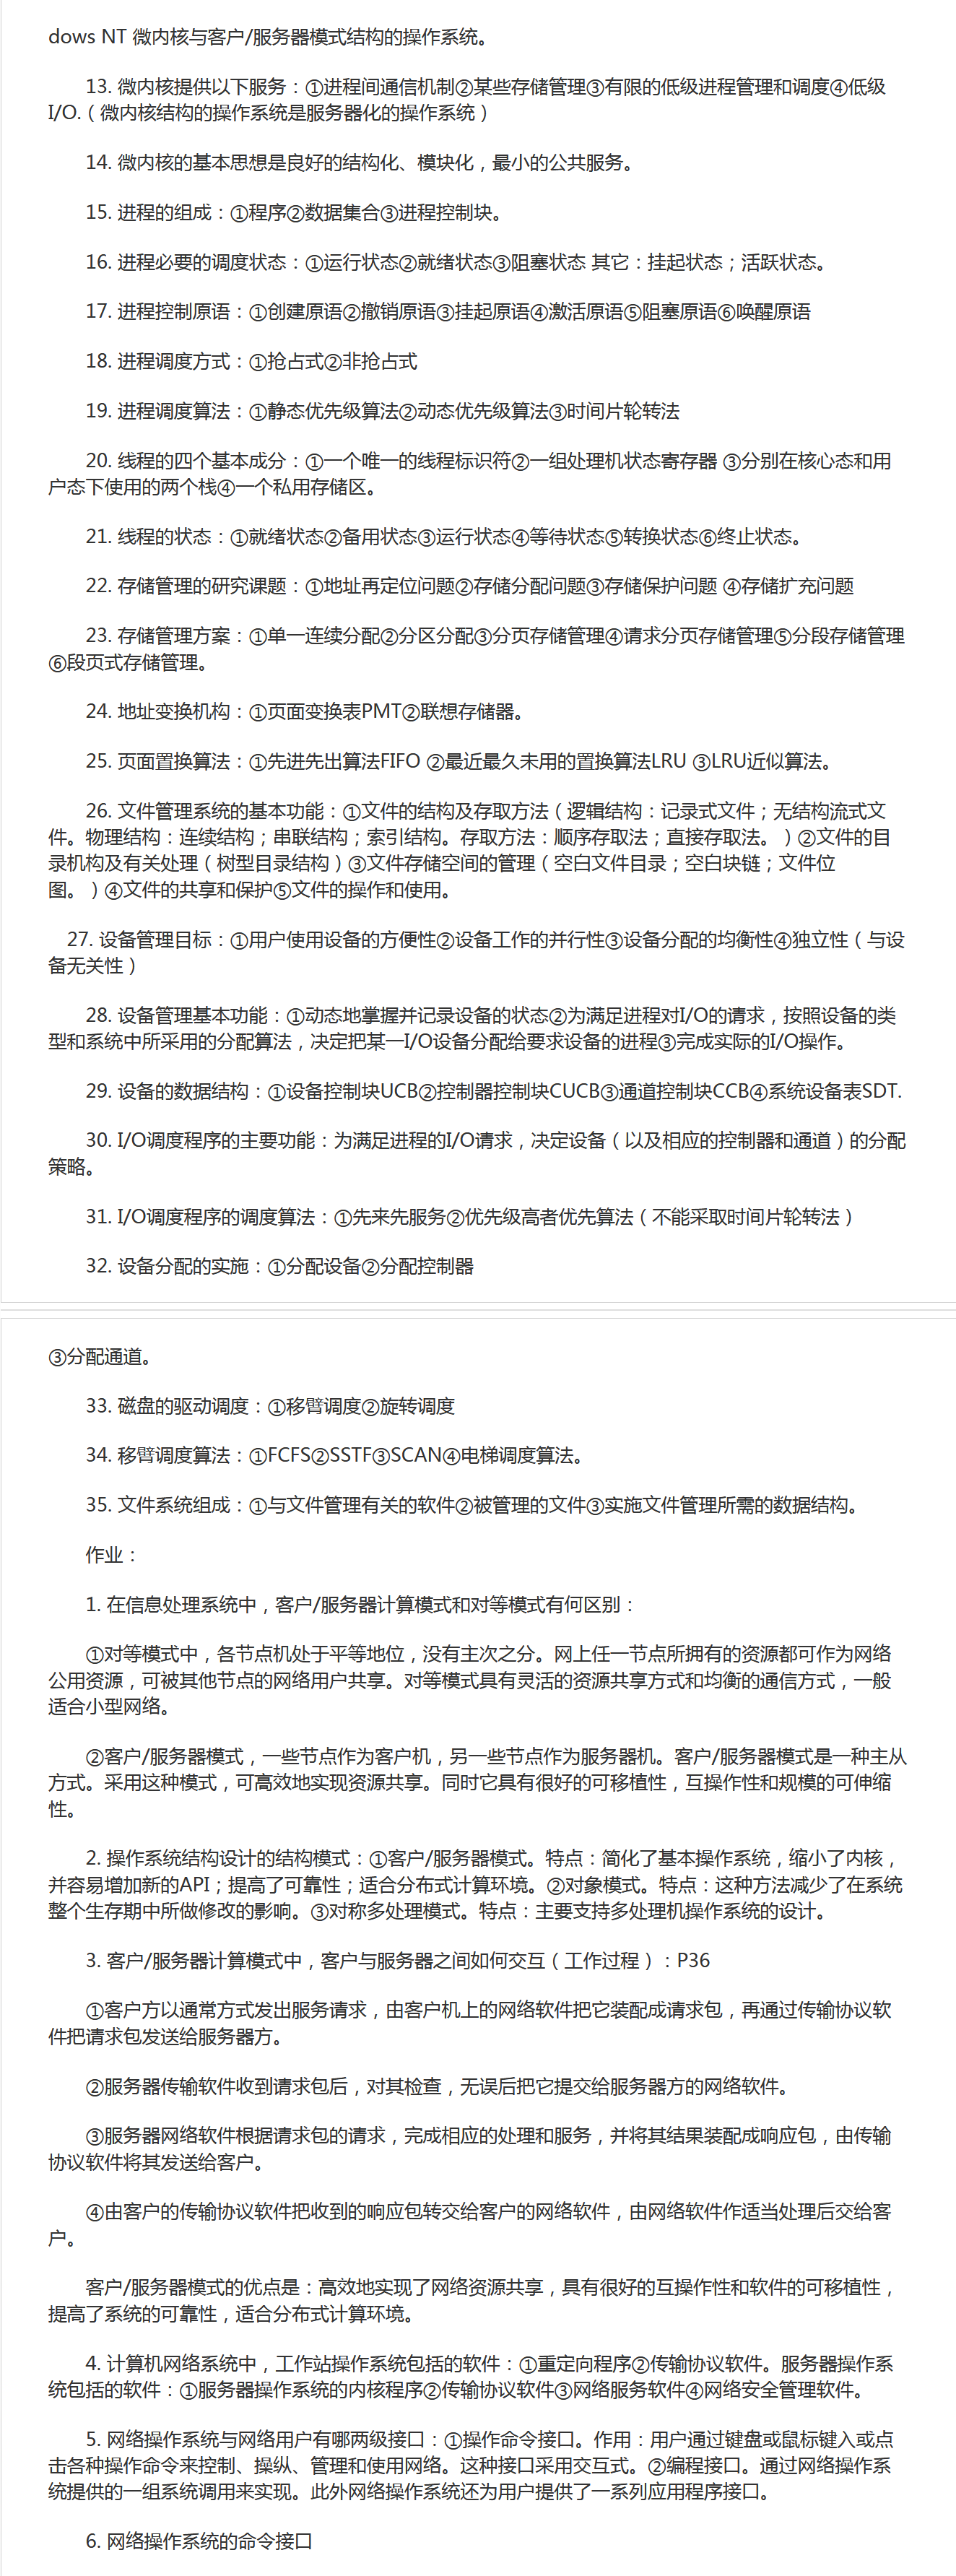 dows NT 微内核与客户/服务器模式结构的操作系统。
13. 微内核提供以下服务：①进程间通信机制②某些存储管理③有限的低级进程管理和调度④低级
I/O.（微内核结构的操作系统是服务器化的操作系统）
14. 微内核的基本思想是良好的结构化、模块化，最小的公共服务。
15. 进程的组成：①程序②数据集合③进程控制块。
16. 进程必要的调度状态：①运行状态②就绪状态③阻塞状态 其它：挂起状态；活跃状态。
17. 进程控制原语：①创建原语②撤销原语③挂起原语④激活原语⑤阻塞原语⑥唤醒原语
18. 进程调度方式：①抢占式②非抢占式
19. 进程调度算法：①静态优先级算法②动态优先级算法③时间片轮转法
20. 线程的四个基本成分：①一个唯一的线程标识符②一组处理机状态寄存器 ③分别在核心态和用
户态下使用的两个栈④一个私用存储区。
21. 线程的状态：①就绪状态②备用状态③运行状态④等待状态⑤转换状态⑥终止状态。
22. 存储管理的研究课题：①地址再定位问题②存储分配问题③存储保护问题 ④存储扩充问题
23. 存储管理方案：①单一连续分配②分区分配③分页存储管理④请求分页存储管理⑤分段存储管理
⑥段页式存储管理。
24. 地址变换机构：①页面变换表PMT②联想存储器。
25. 页面置换算法：①先进先出算法FIFO ②最近最久未用的置换算法LRU ③LRU近似算法。
26. 文件管理系统的基本功能：①文件的结构及存取方法（逻辑结构：记录式文件；无结构流式文
件。物理结构：连续结构；串联结构；索引结构。存取方法：顺序存取法；直接存取法。）②文件的目
录机构及有关处理（树型目录结构）③文件存储空间的管理（空白文件目录；空白块链；文件位
图。）④文件的共享和保护⑤文件的操作和使用。
27. 设备管理目标：①用户使用设备的方便性②设备工作的并行性③设备分配的均衡性④独立性（与设
备无关性）
28. 设备管理基本功能：①动态地掌握并记录设备的状态②为满足进程对I/O的请求，按照设备的类
型和系统中所采用的分配算法，决定把某一I/O设备分配给要求设备的进程③完成实际的I/O操作。
29. 设备的数据结构：①设备控制块UCB②控制器控制块CUCB③通道控制块CCB④系统设备表SDT.
30. I/O调度程序的主要功能：为满足进程的I/O请求，决定设备（以及相应的控制器和通道）的分配
策略。
31. I/O调度程序的调度算法：①先来先服务②优先级高者优先算法（不能采取时间片轮转法）
32. 设备分配的实施：①分配设备②分配控制器
③分配通道。
33. 磁盘的驱动调度：①移臂调度②旋转调度
34. 移臂调度算法：①FCFS②SSTF③SCAN④电梯调度算法。
35. 文件系统组成：①与文件管理有关的软件②被管理的文件③实施文件管理所需的数据结构。
作业：
1. 在信息处理系统中，客户/服务器计算模式和对等模式有何区别：
①对等模式中，各节点机处于平等地位，没有主次之分。网上任一节点所拥有的资源都可作为网络
公用资源，可被其他节点的网络用户共享。对等模式具有灵活的资源共享方式和均衡的通信方式，一般
适合小型网络。
②客户/服务器模式，一些节点作为客户机，另一些节点作为服务器机。客户/服务器模式是一种主从
方式。采用这种模式，可高效地实现资源共享。同时它具有很好的可移植性，互操作性和规模的可伸缩
性。
2. 操作系统结构设计的结构模式：①客户/服务器模式。特点：简化了基本操作系统，缩小了内核，
并容易增加新的API；提高了可靠性；适合分布式计算环境。②对象模式。特点：这种方法减少了在系统
整个生存期中所做修改的影响。③对称多处理模式。特点：主要支持多处理机操作系统的设计。
3. 客户/服务器计算模式中，客户与服务器之间如何交互（工作过程）：P36
①客户方以通常方式发出服务请求，由客户机上的网络软件把它装配成请求包，再通过传输协议软
件把请求包发送给服务器方。
②服务器传输软件收到请求包后，对其检查，无误后把它提交给服务器方的网络软件。
③服务器网络软件根据请求包的请求，完成相应的处理和服务，并将其结果装配成响应包，由传输
协议软件将其发送给客户。
④由客户的传输协议软件把收到的响应包转交给客户的网络软件，由网络软件作适当处理后交给客
户。
客户/服务器模式的优点是：高效地实现了网络资源共享，具有很好的互操作性和软件的可移植性，
提高了系统的可靠性，适合分布式计算环境。
4. 计算机网络系统中，工作站操作系统包括的软件：①重定向程序②传输协议软件。服务器操作系
统包括的软件：①服务器操作系统的内核程序②传输协议软件③网络服务软件④网络安全管理软件。
5. 网络操作系统与网络用户有哪两级接口：①操作命令接口。作用：用户通过键盘或鼠标键入或点
击各种操作命令来控制、操纵、管理和使用网络。这种接口采用交互式。②编程接口。通过网络操作系
统提供的一组系统调用来实现。此外网络操作系统还为用户提供了一系列应用程序接口。
6. 网络操作系统的命令接口